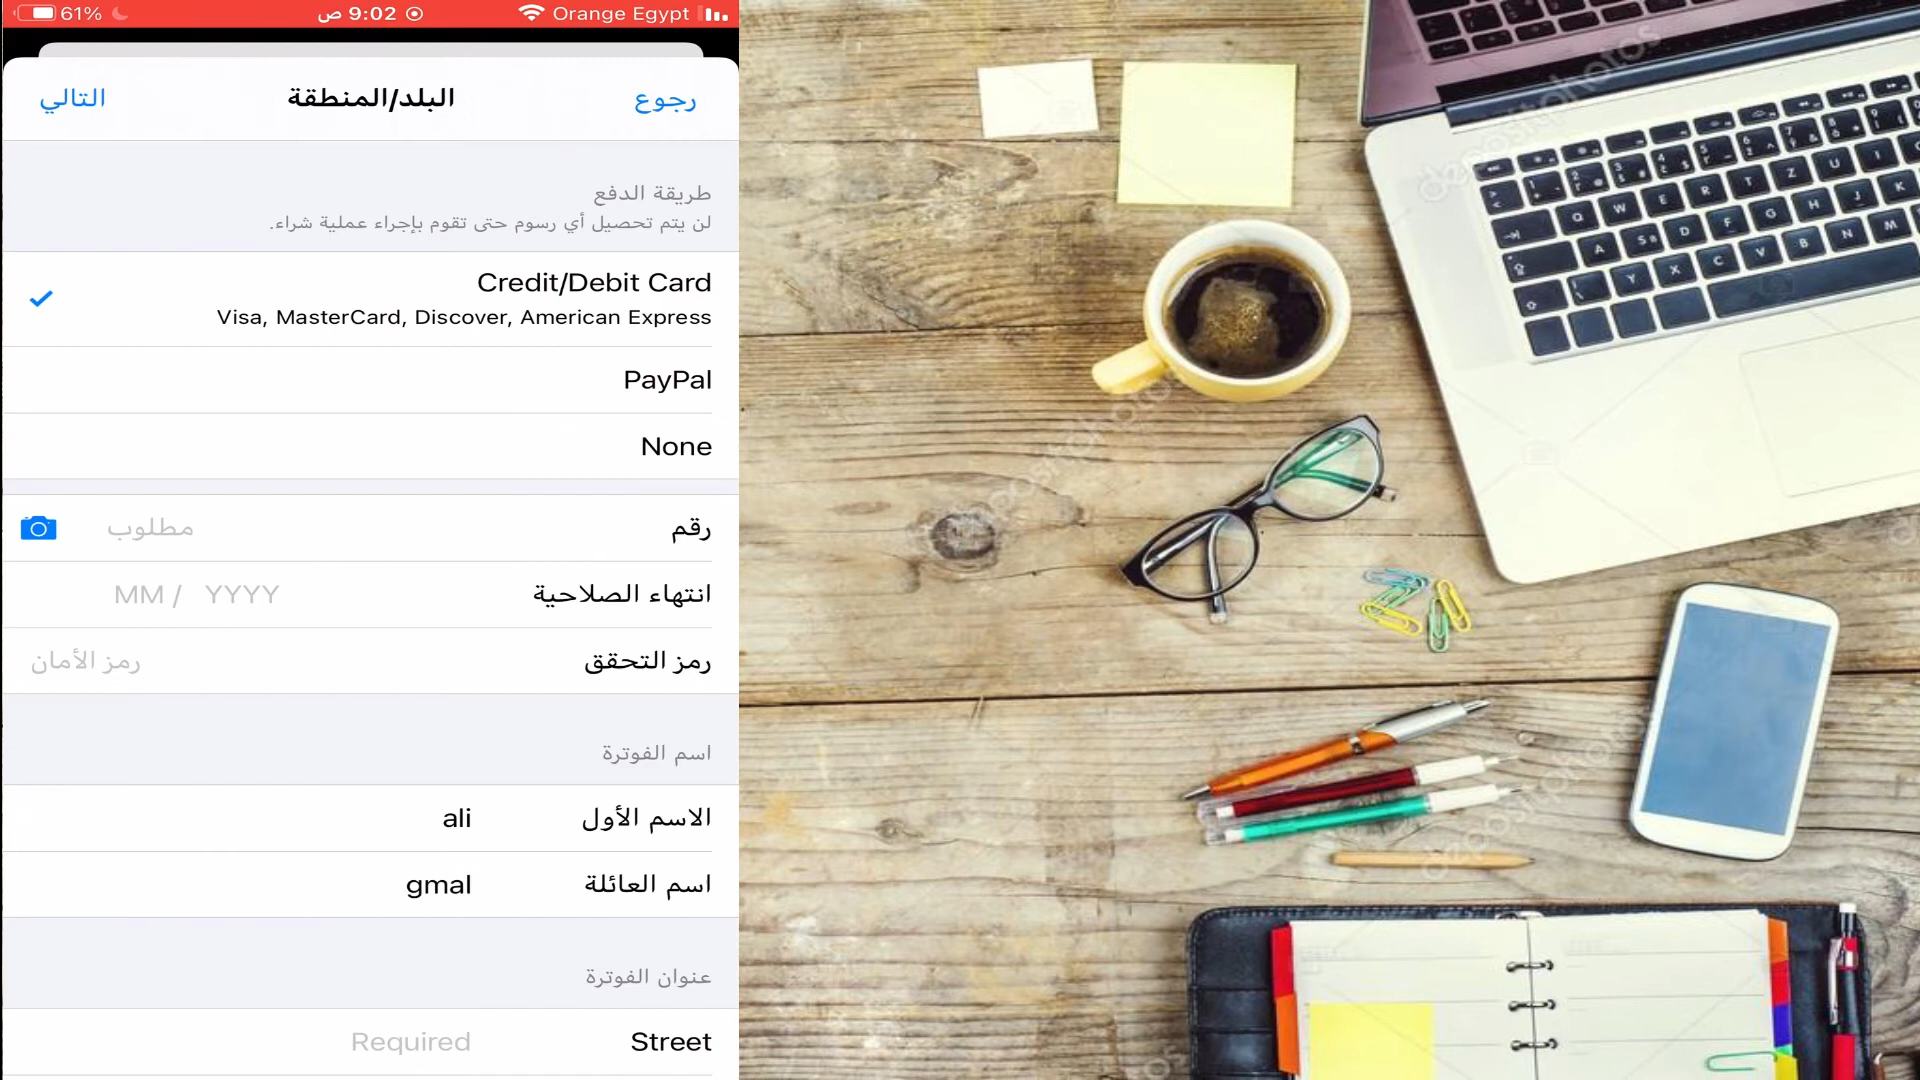 61% 9:02 ص Orange Egypt
رجوع البلد/المنطقة التالي
طريقة الدفع
لن يتم تحصيل أي رسوم حتى تقوم بإجراء عملية شراء.
Credit/Debit Card
Visa, MasterCard, Discover, American Express
PayPal
None
رقم مطلوب
انتهاء الصلاحية MM / YYYY
رمز التحقق رمز الأمان
اسم الفوترة
الاسم الأول ali
اسم العائلة gmal
عنوان الفوترة
Street Required
depositphotos